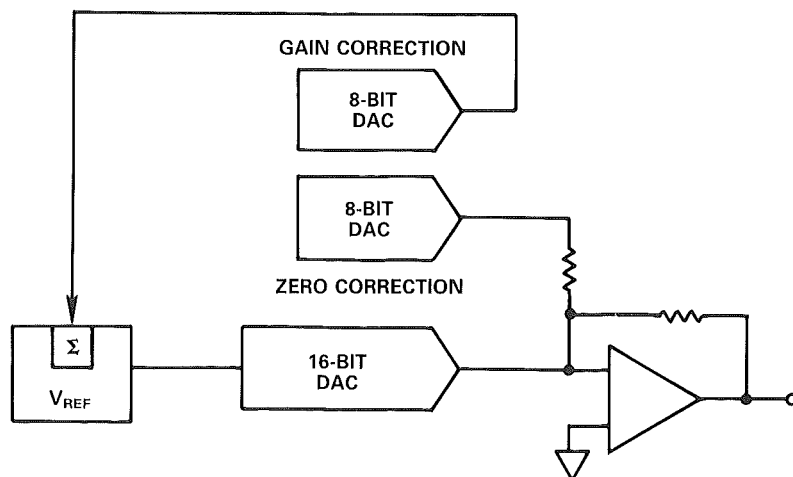 GAIN CORRECTION
8-BIT
DAC
8-BIT
DAC
ZERO CORRECTION
Σ
VREF
16-BIT
DAC